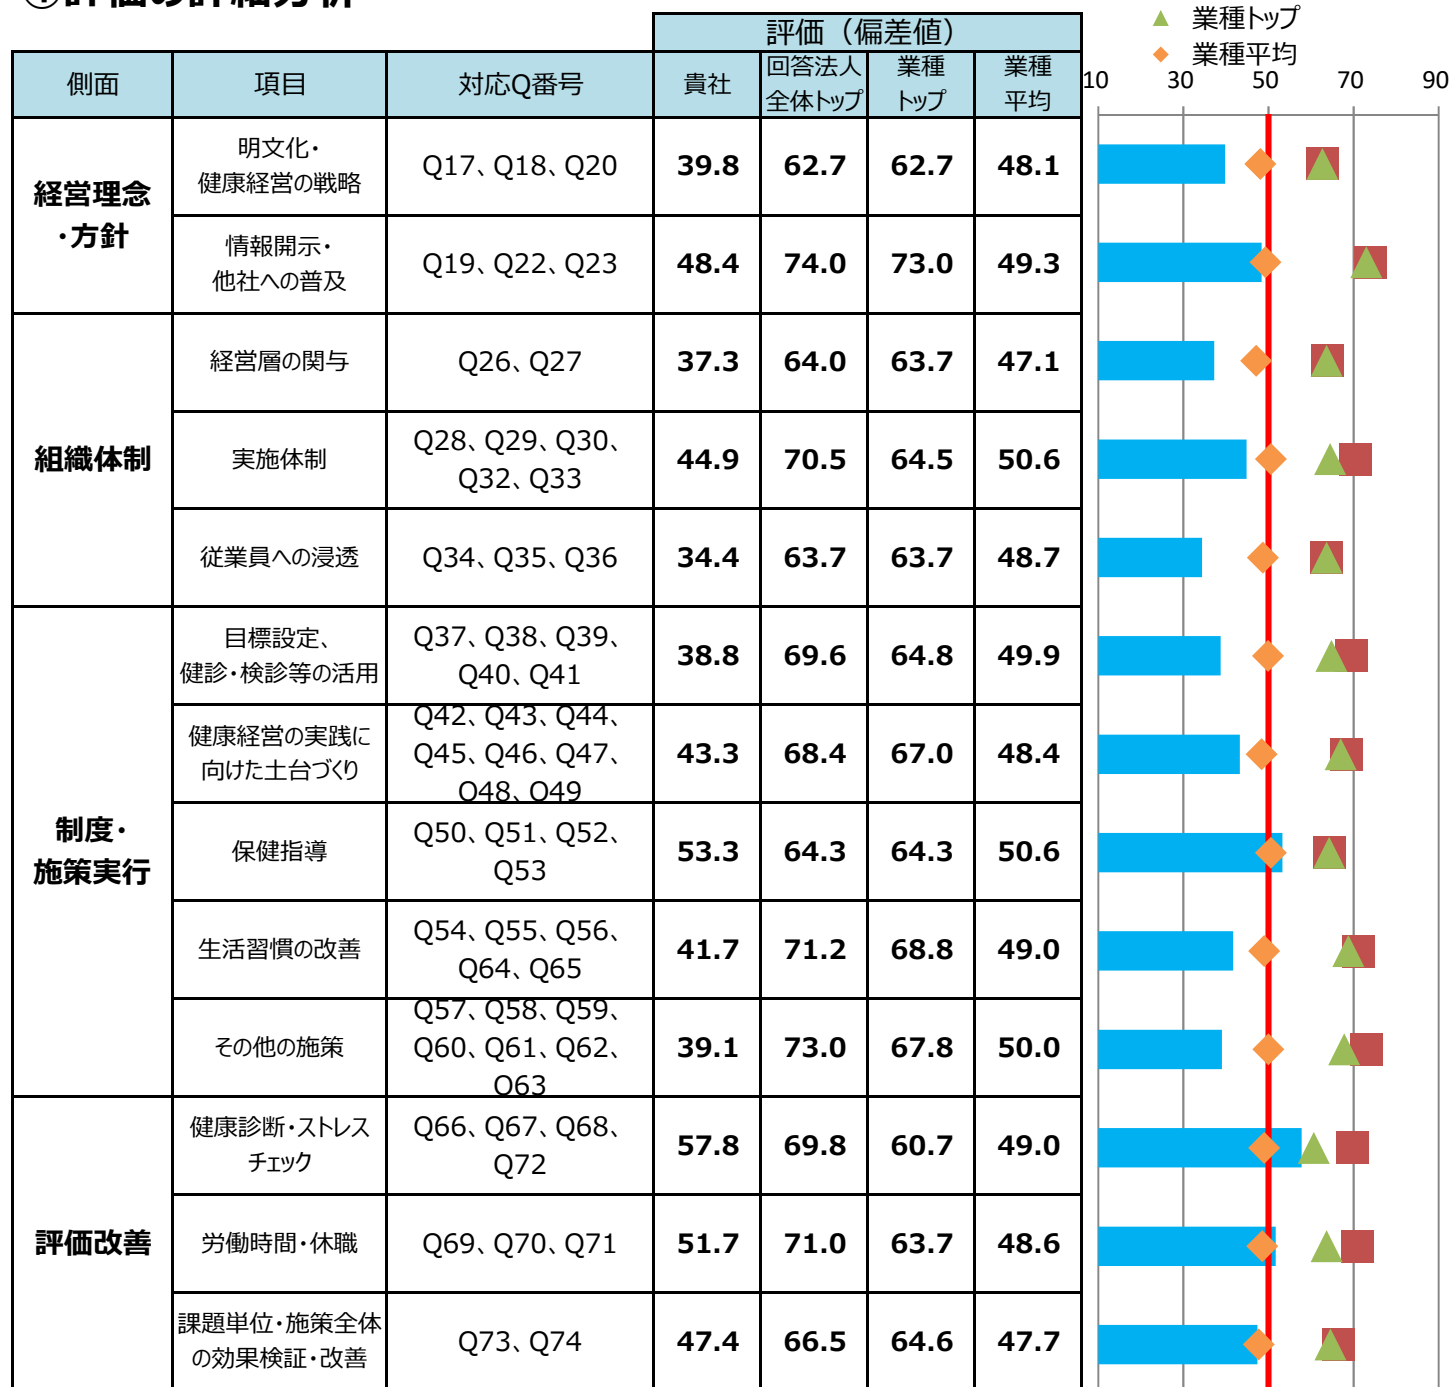 ①評価の詳細分析
業種トップ
業種平均
評価（偏差値）
側面 項目 対応Q番号 貴社 回答法人 業種 業種
全体トップ トップ 平均
10 30 50 70 90
経営理念
・方針
明文化・
健康経営の戦略
Q17、Q18、Q20
39.8 62.7 62.7 48.1
情報開示・
他社への普及
Q19、Q22、Q23
48.4 74.0 73.0 49.3
組織体制
経営層の関与
Q26、Q27
37.3 64.0 63.7 47.1
実施体制
Q28、Q29、Q30、
Q32、Q33
44.9 70.5 64.5 50.6
従業員への浸透
Q34、Q35、Q36
34.4 63.7 63.7 48.7
制度・
施策実行
目標設定、
健診・検診等の活用
Q37、Q38、Q39、
Q40、Q41
38.8 69.6 64.8 49.9
健康経営の実践に
向けた土台づくり
Q42、Q43、Q44、
Q45、Q46、Q47、
Q48、Q49
43.3 68.4 67.0 48.4
保健指導
Q50、Q51、Q52、
Q53
53.3 64.3 64.3 50.6
生活習慣の改善
Q54、Q55、Q56、
Q64、Q65
41.7 71.2 68.8 49.0
その他の施策
Q57、Q58、Q59、
Q60、Q61、Q62、
Q63
39.1 73.0 67.8 50.0
評価改善
健康診断・ストレス
チェック
Q66、Q67、Q68、
Q72
57.8 69.8 60.7 49.0
労働時間・休職
Q69、Q70、Q71
51.7 71.0 63.7 48.6
課題単位・施策全体
の効果検証・改善
Q73、Q74
47.4 66.5 64.6 47.7